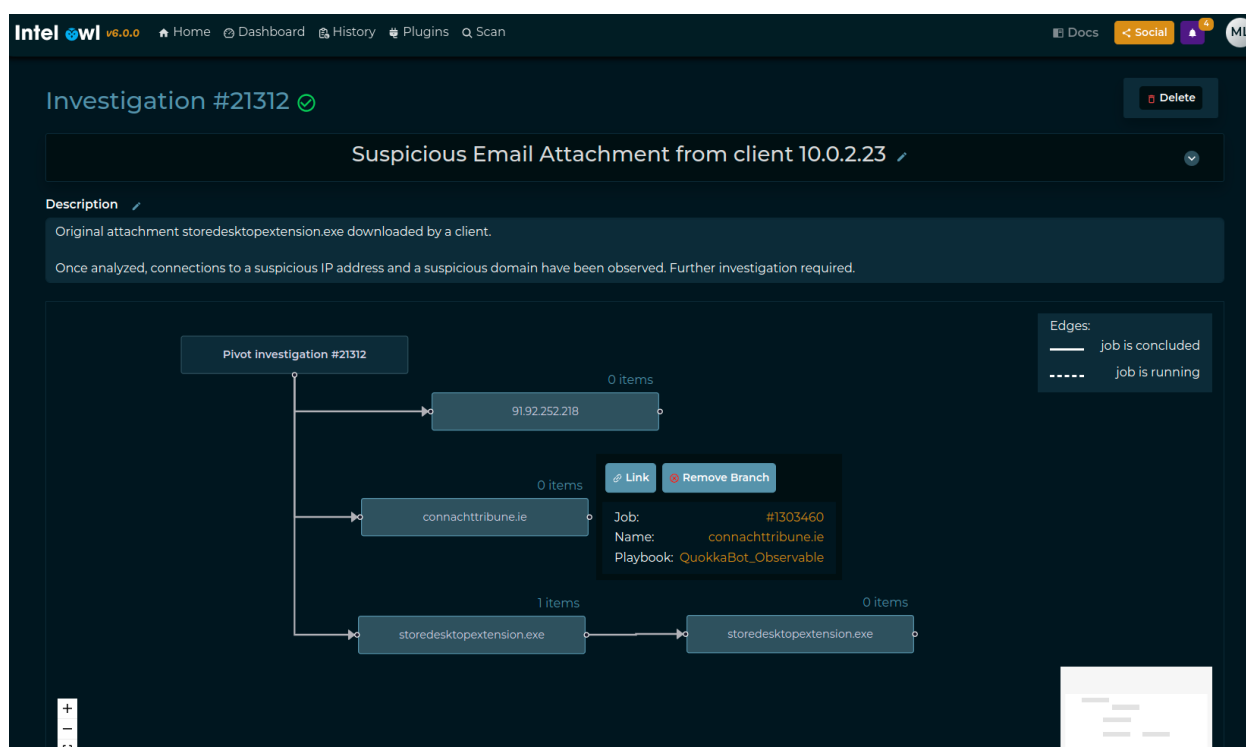 Intel Owl v6.0.0 Home Dashboard History Plugins Scan Docs Social 4 ML
Investigation #21312 Delete
Suspicious Email Attachment from client 10.0.2.23
Description
Original attachment storedesktopextension.exe downloaded by a client.
Once analyzed, connections to a suspicious IP address and a suspicious domain have been observed. Further investigation required.
Edges:
job is concluded
job is running
Pivot investigation #21312
0 items
91.92.252.218
0 items
connachttribune.ie
Link Remove Branch
Job: #1303460
Name: connachttribune.ie
Playbook: QuokkaBot_Observable
1 items
storedesktopextension.exe
0 items
storedesktopextension.exe
+
−